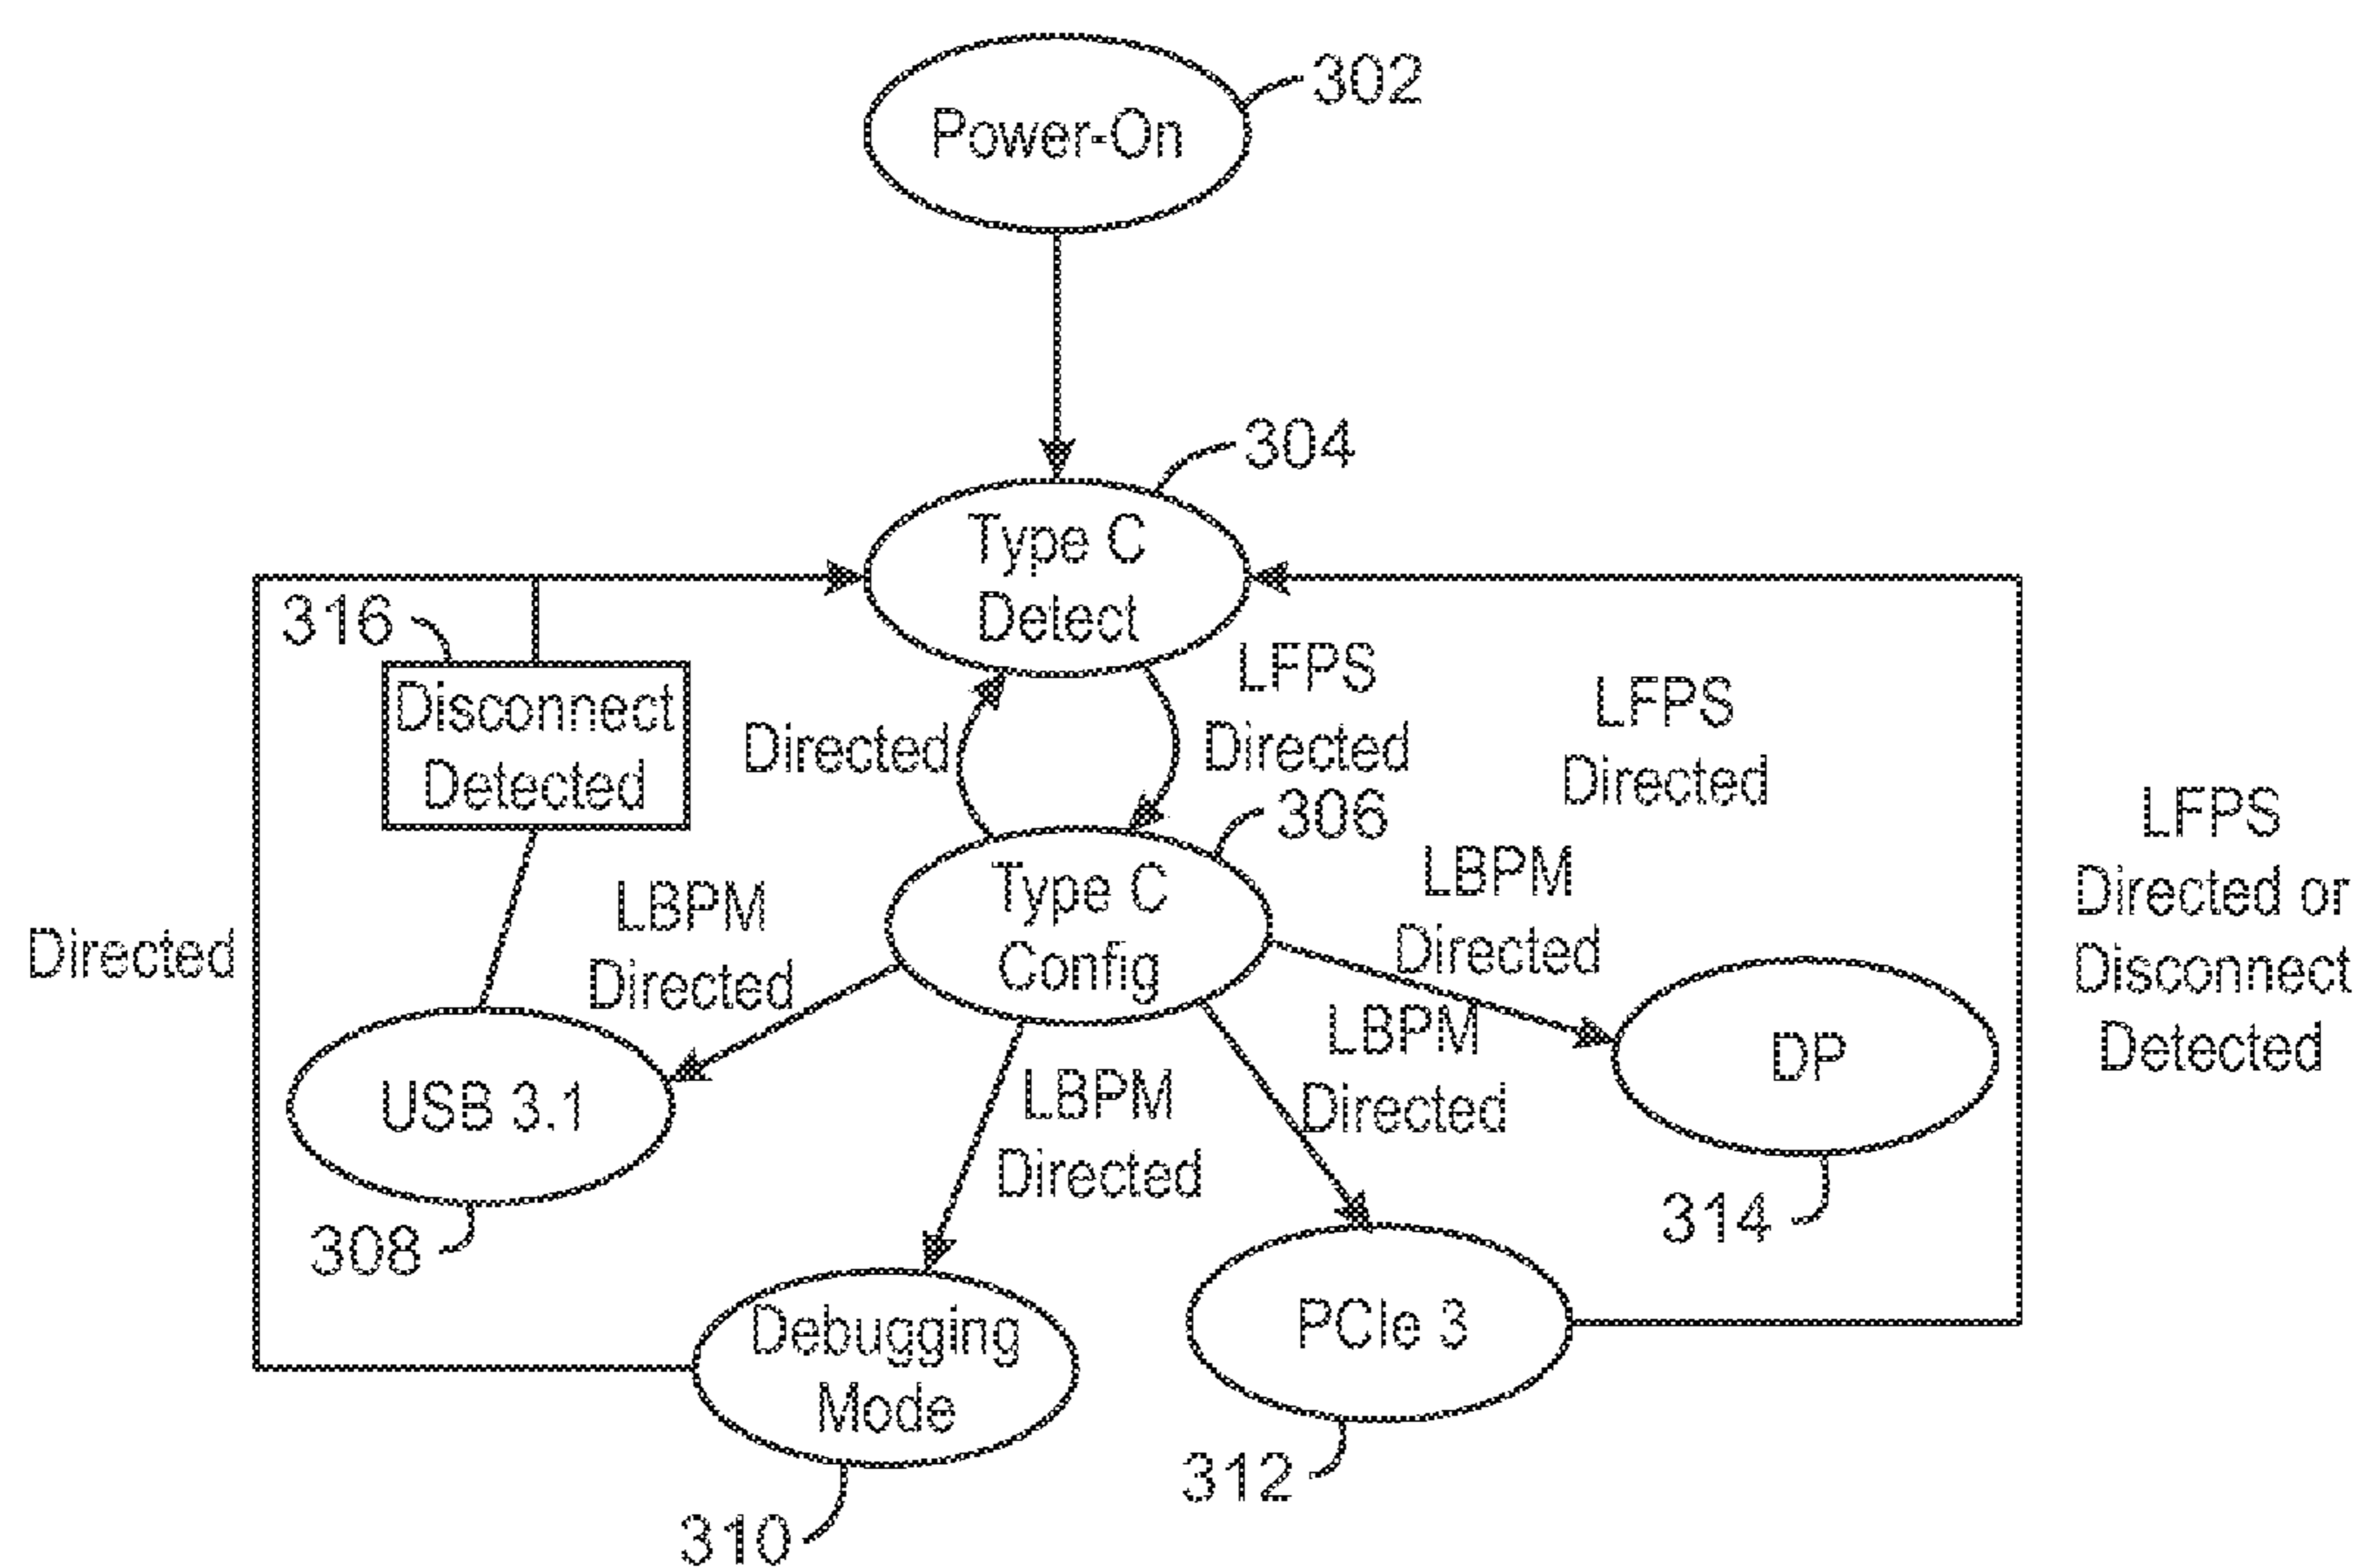 302
Power-On
304
Type C
Detect
316
Disconnect
Detected
Directed
LFPS
Directed
LFPS
Directed
306
Type C
Config
LBPM
Directed
LBPM
Directed
LFPS
Directed or
Disconnect
Detected
Directed
USB 3.1
308
LBPM
Directed
LBPM
Directed
DP
314
Debugging
Mode
310
PCIe 3
312